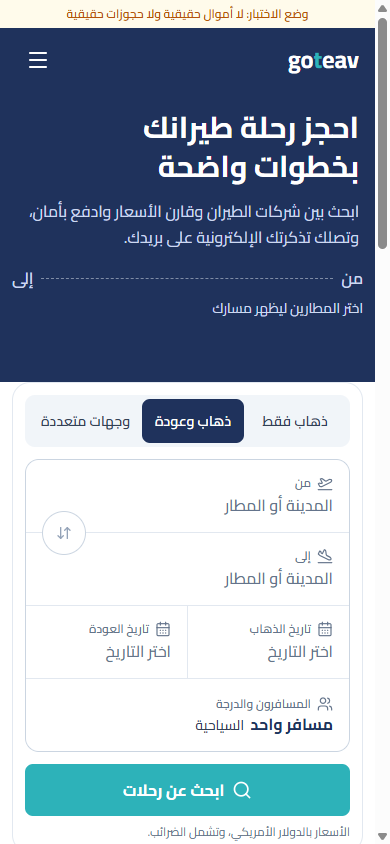 وضع الاختبار: لا أموال حقيقية ولا حجوزات حقيقية
goteav
احجز رحلة طيرانك
بخطوات واضحة
ابحث بين شركات الطيران وقارن الأسعار وادفع بأمان،
وتصلك تذكرتك الإلكترونية على بريدك.
من
إلى
اختر المطارين ليظهر مسارك
ذهاب فقط
ذهاب وعودة
وجهات متعددة
من
المدينة أو المطار
إلى
المدينة أو المطار
تاريخ الذهاب
اختر التاريخ
تاريخ العودة
اختر التاريخ
المسافرون والدرجة
مسافر واحد السياحية
ابحث عن رحلات
الأسعار بالدولار الأمريكي، وتشمل الضرائب.